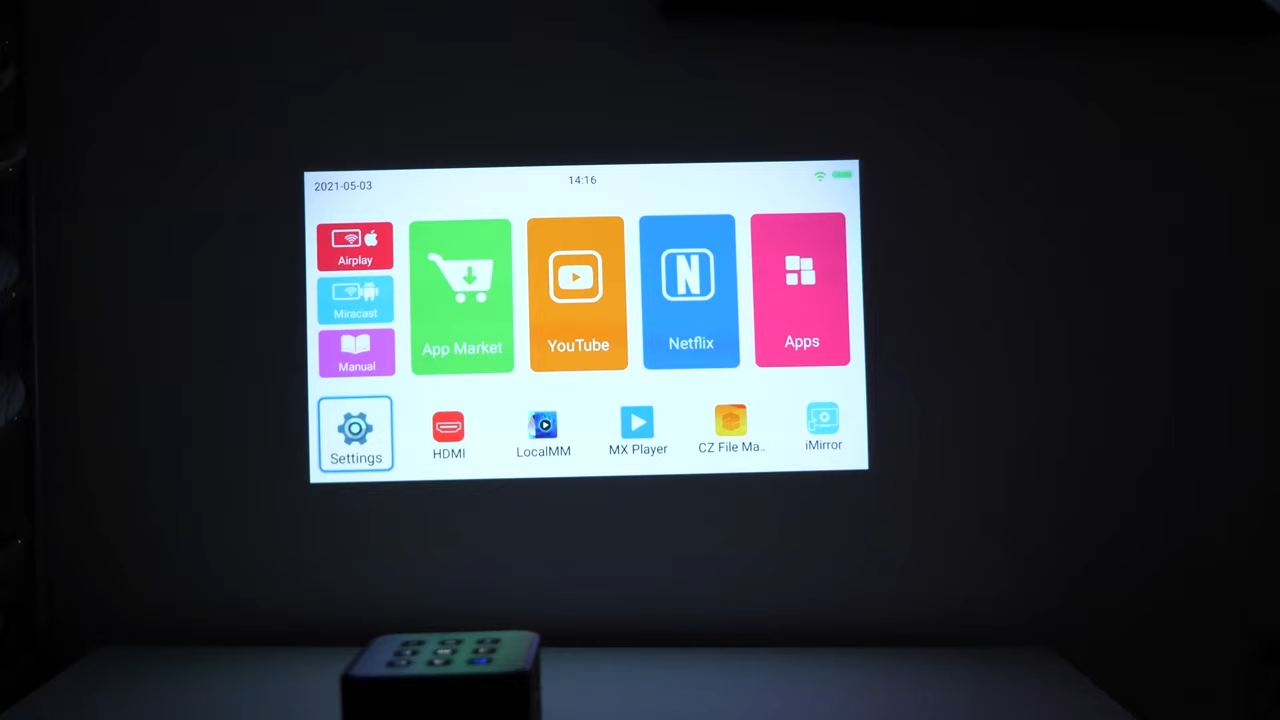 2021-05-03
14:16
Airplay
Miracast
Manual
App Market
YouTube
N
Netflix
Apps
Settings
HDMI
LocalMM
MX Player
CZ File Ma..
iMirror